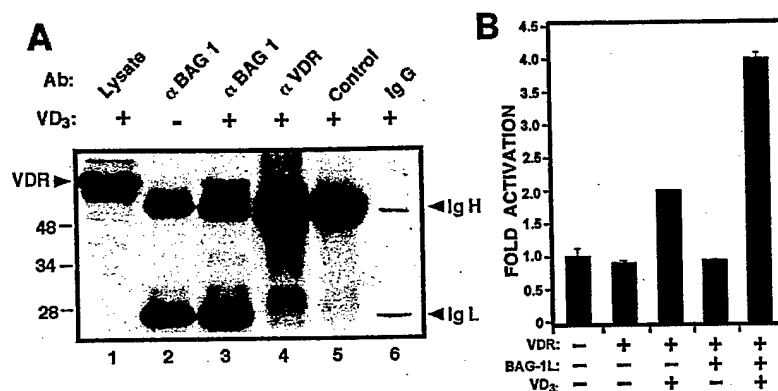 A
Ab: Lysate α BAG 1 α BAG 1 α VDR Control Ig G
VD3: + - + + + +
VDR
Ig H
48
34
28
Ig L
1 2 3 4 5 6
B
FOLD ACTIVATION
4.5
4.0
3.5
3.0
2.5
2.0
1.5
1.0
.5
0
VDR: - + + + +
BAG-1L: - - - + +
VD3: - - + - +